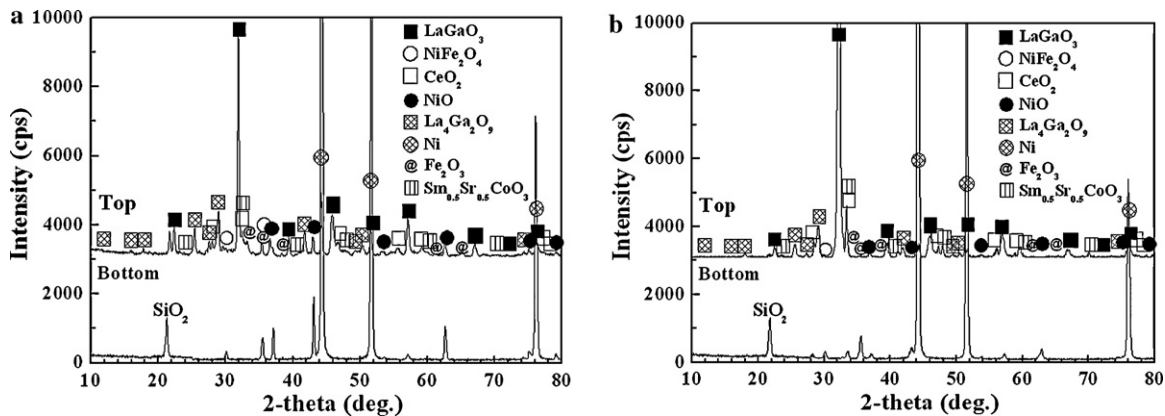 a
10000
8000
6000
4000
2000
0
Intensity (cps)
LaGaO₃
NiFe₂O₄
CeO₂
NiO
La₄Ga₂O₉
Ni
@ Fe₂O₃
Sm₀.₅Sr₀.₅CoO₃
Top
@ @ @ @ @
Bottom
SiO₂
10 20 30 40 50 60 70 80
2-theta (deg.)
b
10000
8000
6000
4000
2000
0
Intensity (cps)
LaGaO₃
NiFe₂O₄
CeO₂
NiO
La₄Ga₂O₉
Ni
@ Fe₂O₃
Sm₀.₅Sr₀.₅CoO₃
Top
@ @ @ @ @
Bottom
SiO₂
10 20 30 40 50 60 70 80
2-theta (deg.)